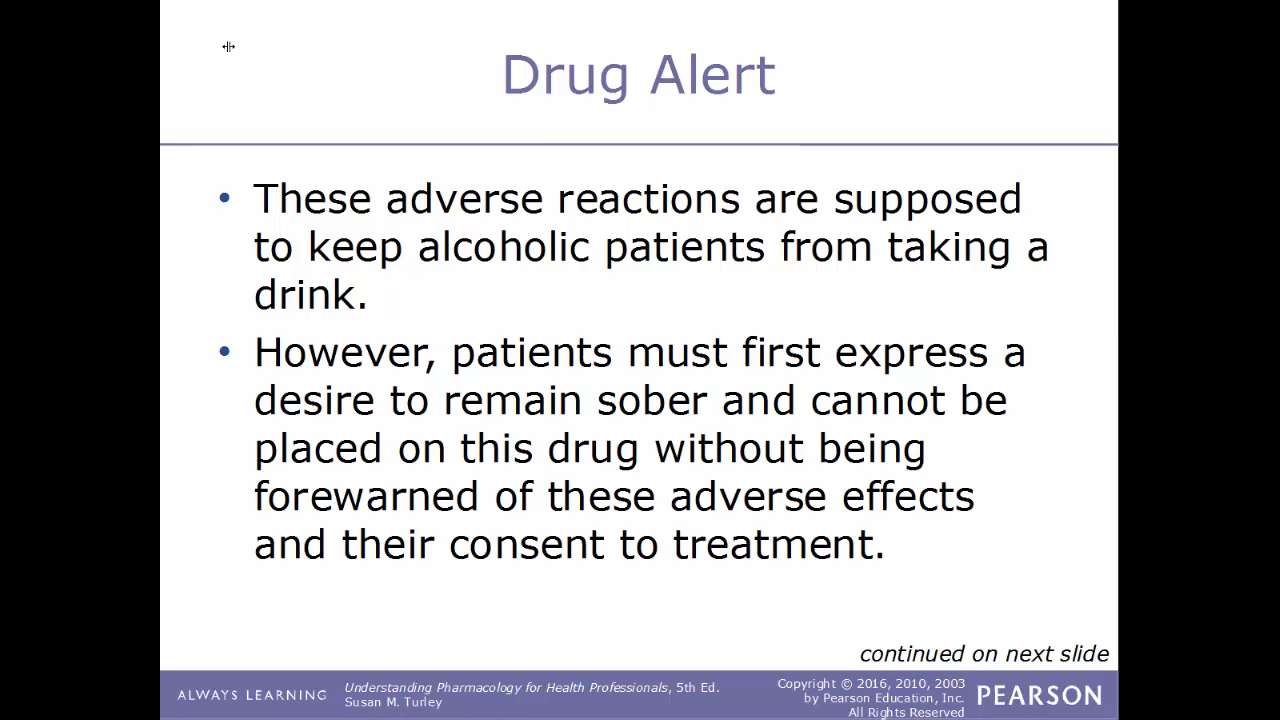 Drug Alert
• These adverse reactions are supposed
to keep alcoholic patients from taking a
drink.
• However, patients must first express a
desire to remain sober and cannot be
placed on this drug without being
forewarned of these adverse effects
and their consent to treatment.
continued on next slide
ALWAYS LEARNING
Understanding Pharmacology for Health Professionals, 5th Ed.
Susan M. Turley
Copyright © 2016, 2010, 2003
by Pearson Education, Inc.
All Rights Reserved
PEARSON